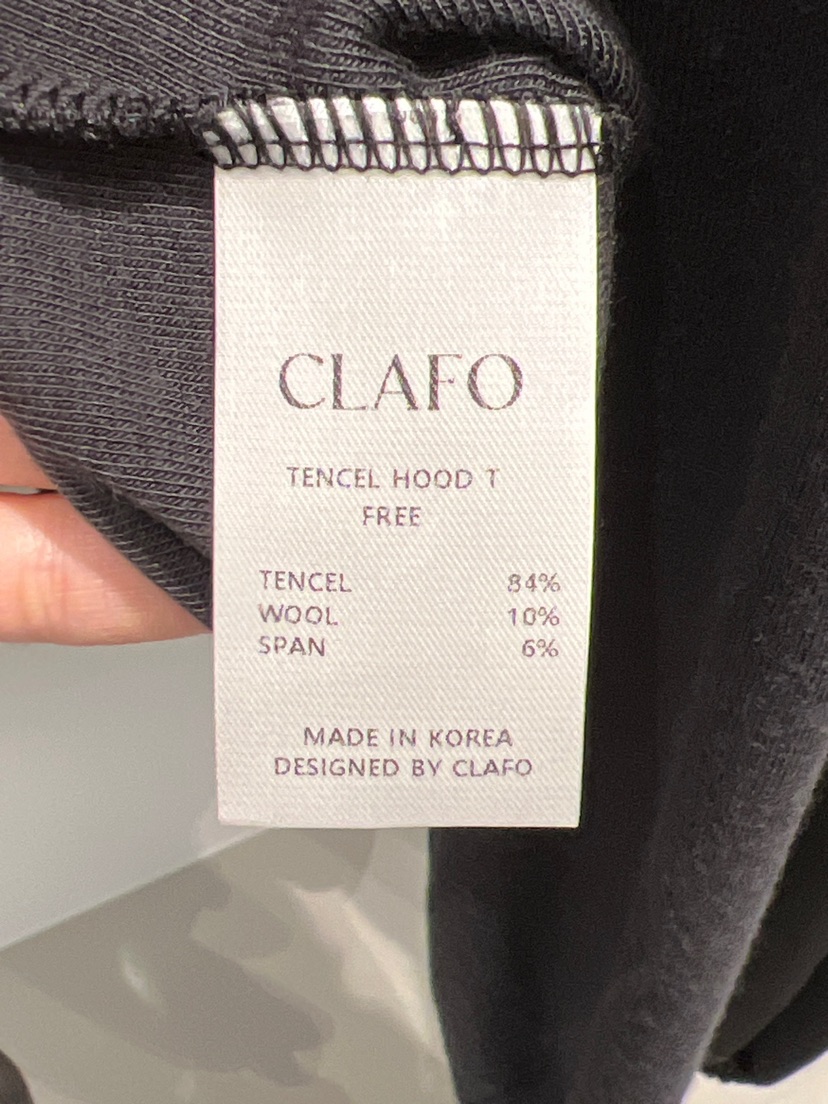 CLAFO
TENCEL HOOD T
FREE
TENCEL 84%
WOOL 10%
SPAN 6%
MADE IN KOREA
DESIGNED BY CLAFO